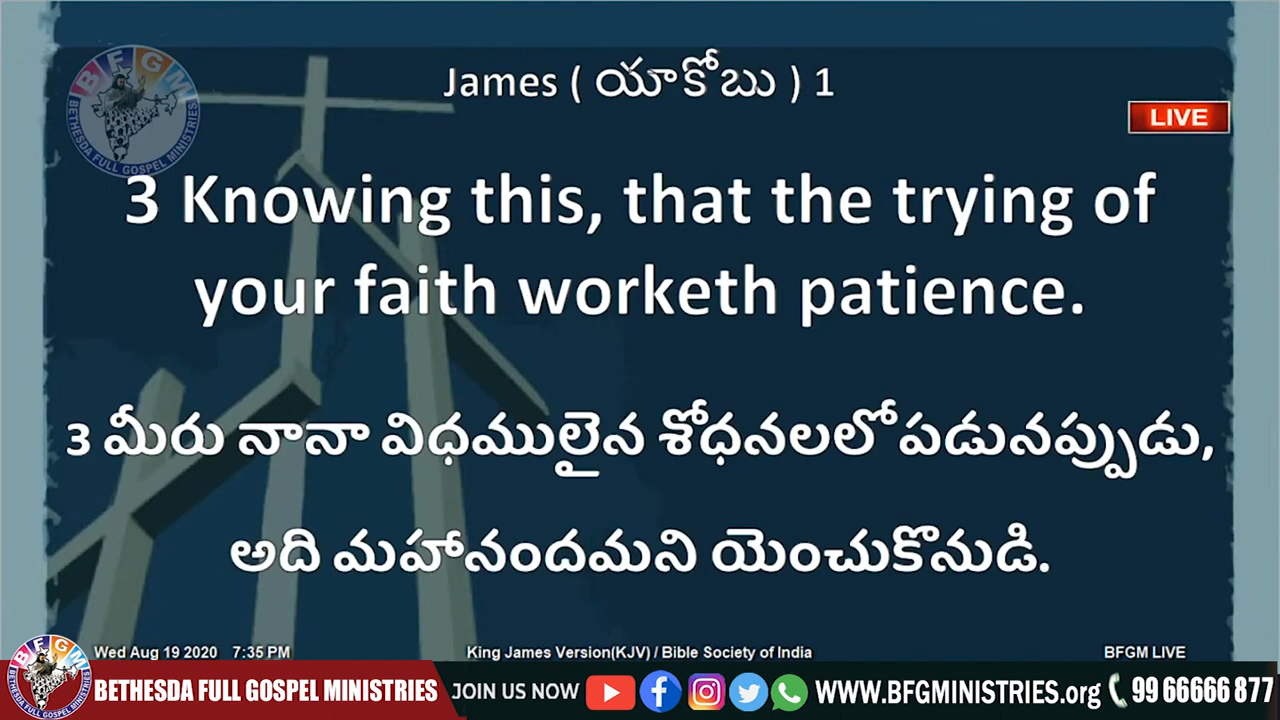 BFGM
BETHESDA FULL GOSPEL MINISTRIES
James ( యాకోబు ) 1
LIVE
3 Knowing this, that the trying of
your faith worketh patience.
3 మీరు నానా విధములైన శోధనలలో పడునప్పుడు,
అది మహానందమని యెంచుకొనుడి.
Wed Aug 19 2020 7:35 PM
King James Version(KJV) / Bible Society of India
BFGM LIVE
BFGM
BETHESDA FULL GOSPEL MINISTRIES
JOIN US NOW
WWW.BFGMINISTRIES.org
99 66666 877